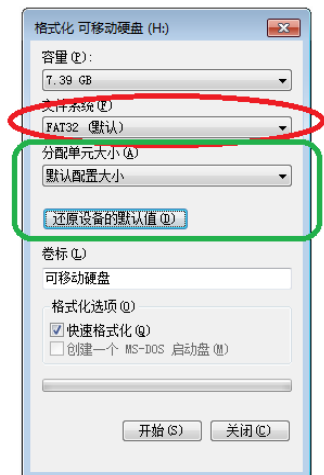 格式化 可移动硬盘 (H:)
容量(P):
7.39 GB
文件系统(F)
FAT32 (默认)
分配单元大小(A)
默认配置大小
还原设备的默认值(D)
卷标(L)
可移动硬盘
格式化选项(O)
快速格式化(Q)
创建一个 MS-DOS 启动盘(M)
开始(S)
关闭(C)